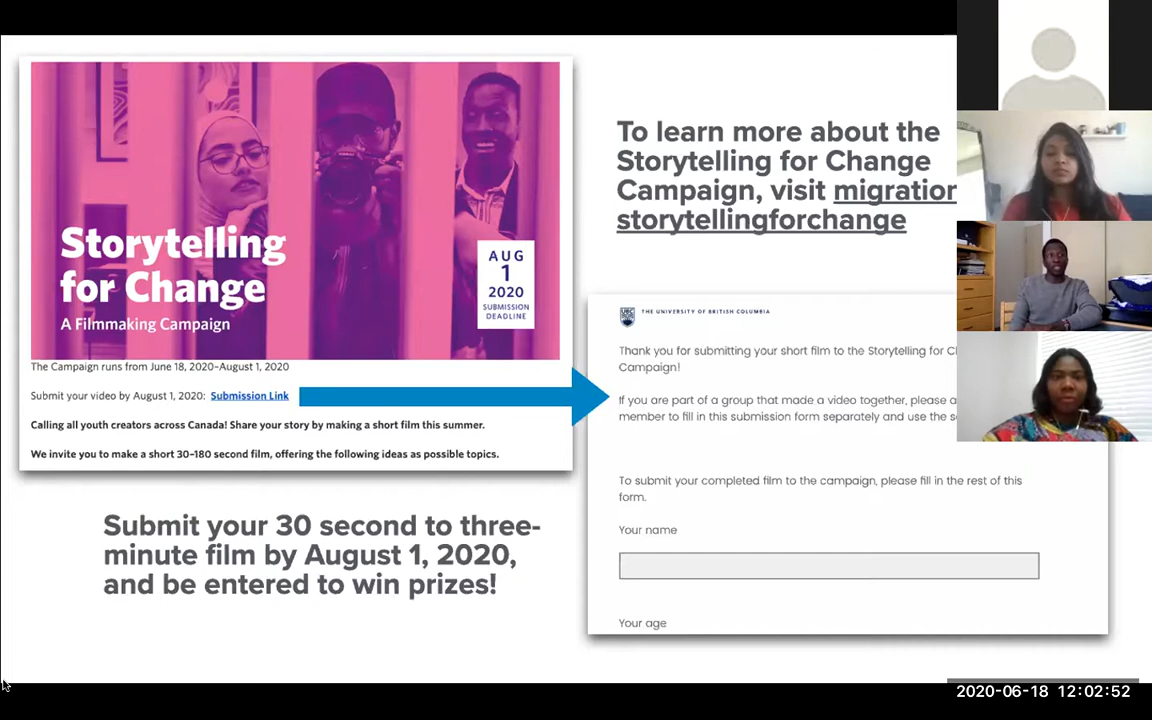 Storytelling
for Change
A Filmmaking Campaign
AUG
1
2020
SUBMISSION
DEADLINE
The Campaign runs from June 18, 2020–August 1, 2020
Submit your video by August 1, 2020: Submission Link
Calling all youth creators across Canada! Share your story by making a short film this summer.
We invite you to make a short 30–180 second film, offering the following ideas as possible topics.
Submit your 30 second to three-
minute film by August 1, 2020,
and be entered to win prizes!
To learn more about the
Storytelling for Change
Campaign, visit migration
storytellingforchange
UBC
THE UNIVERSITY OF BRITISH COLUMBIA
Thank you for submitting your short film to the Storytelling for
Campaign!
If you are part of a group that made a video together, please
member to fill in this submission form separately and use the
To submit your completed film to the campaign, please fill in the rest of this
form.
Your name
Your age
2020-06-18 12:02:52